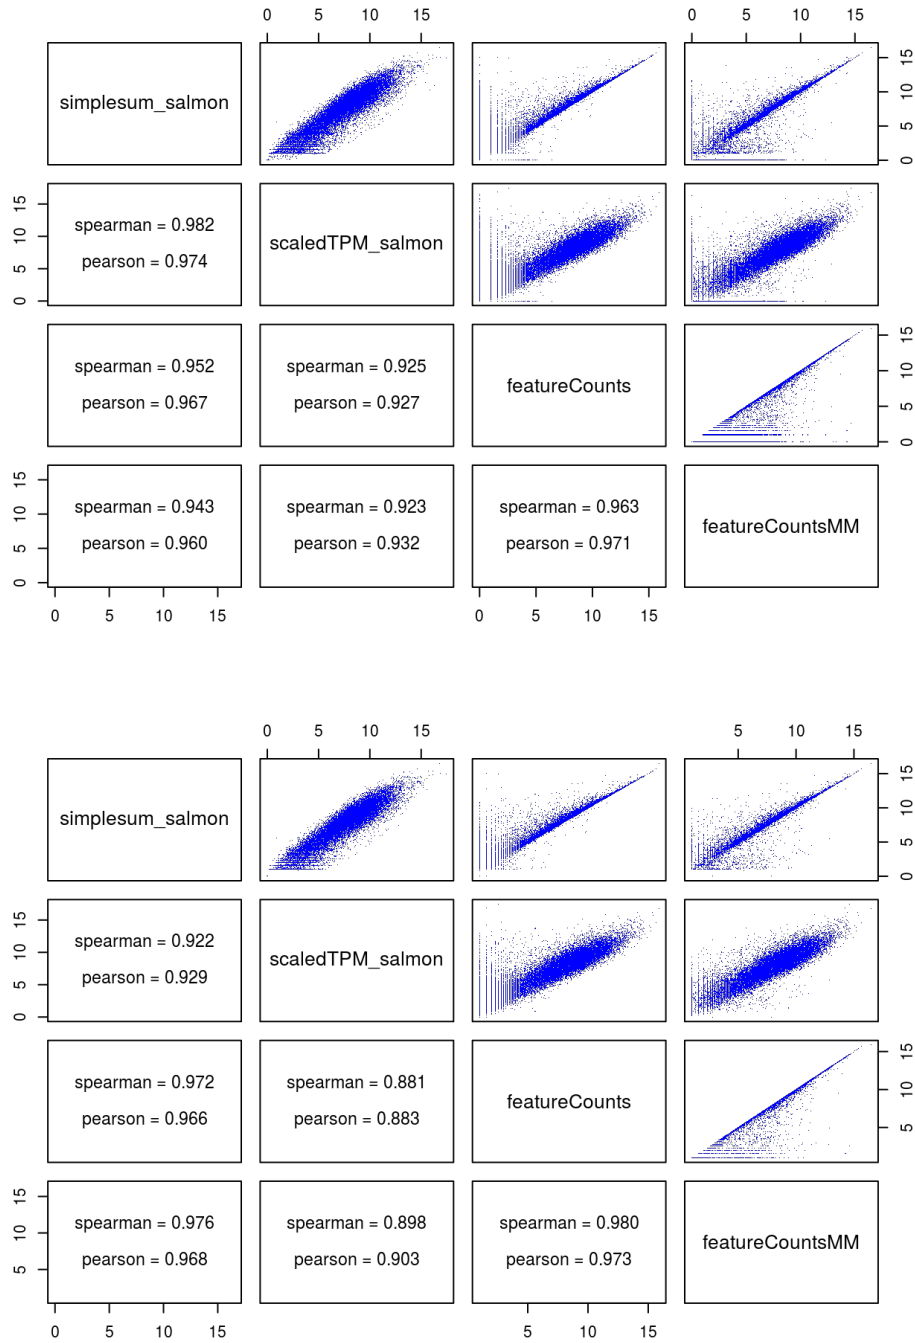 0 5 10 15 0 5 10 15
simplesum_salmon
0 5 10 15
0 5 10 15
spearman = 0.982
pearson = 0.974
scaledTPM_salmon
spearman = 0.952
pearson = 0.967
spearman = 0.925
pearson = 0.927
featureCounts
0 5 10 15
0 5 10 15
spearman = 0.943
pearson = 0.960
spearman = 0.923
pearson = 0.932
spearman = 0.963
pearson = 0.971
featureCountsMM
0 5 10 15 0 5 10 15
0 5 10 15 5 10 15
simplesum_salmon
0 5 10 15
0 5 10 15
spearman = 0.922
pearson = 0.929
scaledTPM_salmon
spearman = 0.972
pearson = 0.966
spearman = 0.881
pearson = 0.883
featureCounts
5 10 15
5 10 15
spearman = 0.976
pearson = 0.968
spearman = 0.898
pearson = 0.903
spearman = 0.980
pearson = 0.973
featureCountsMM
0 5 10 15 5 10 15